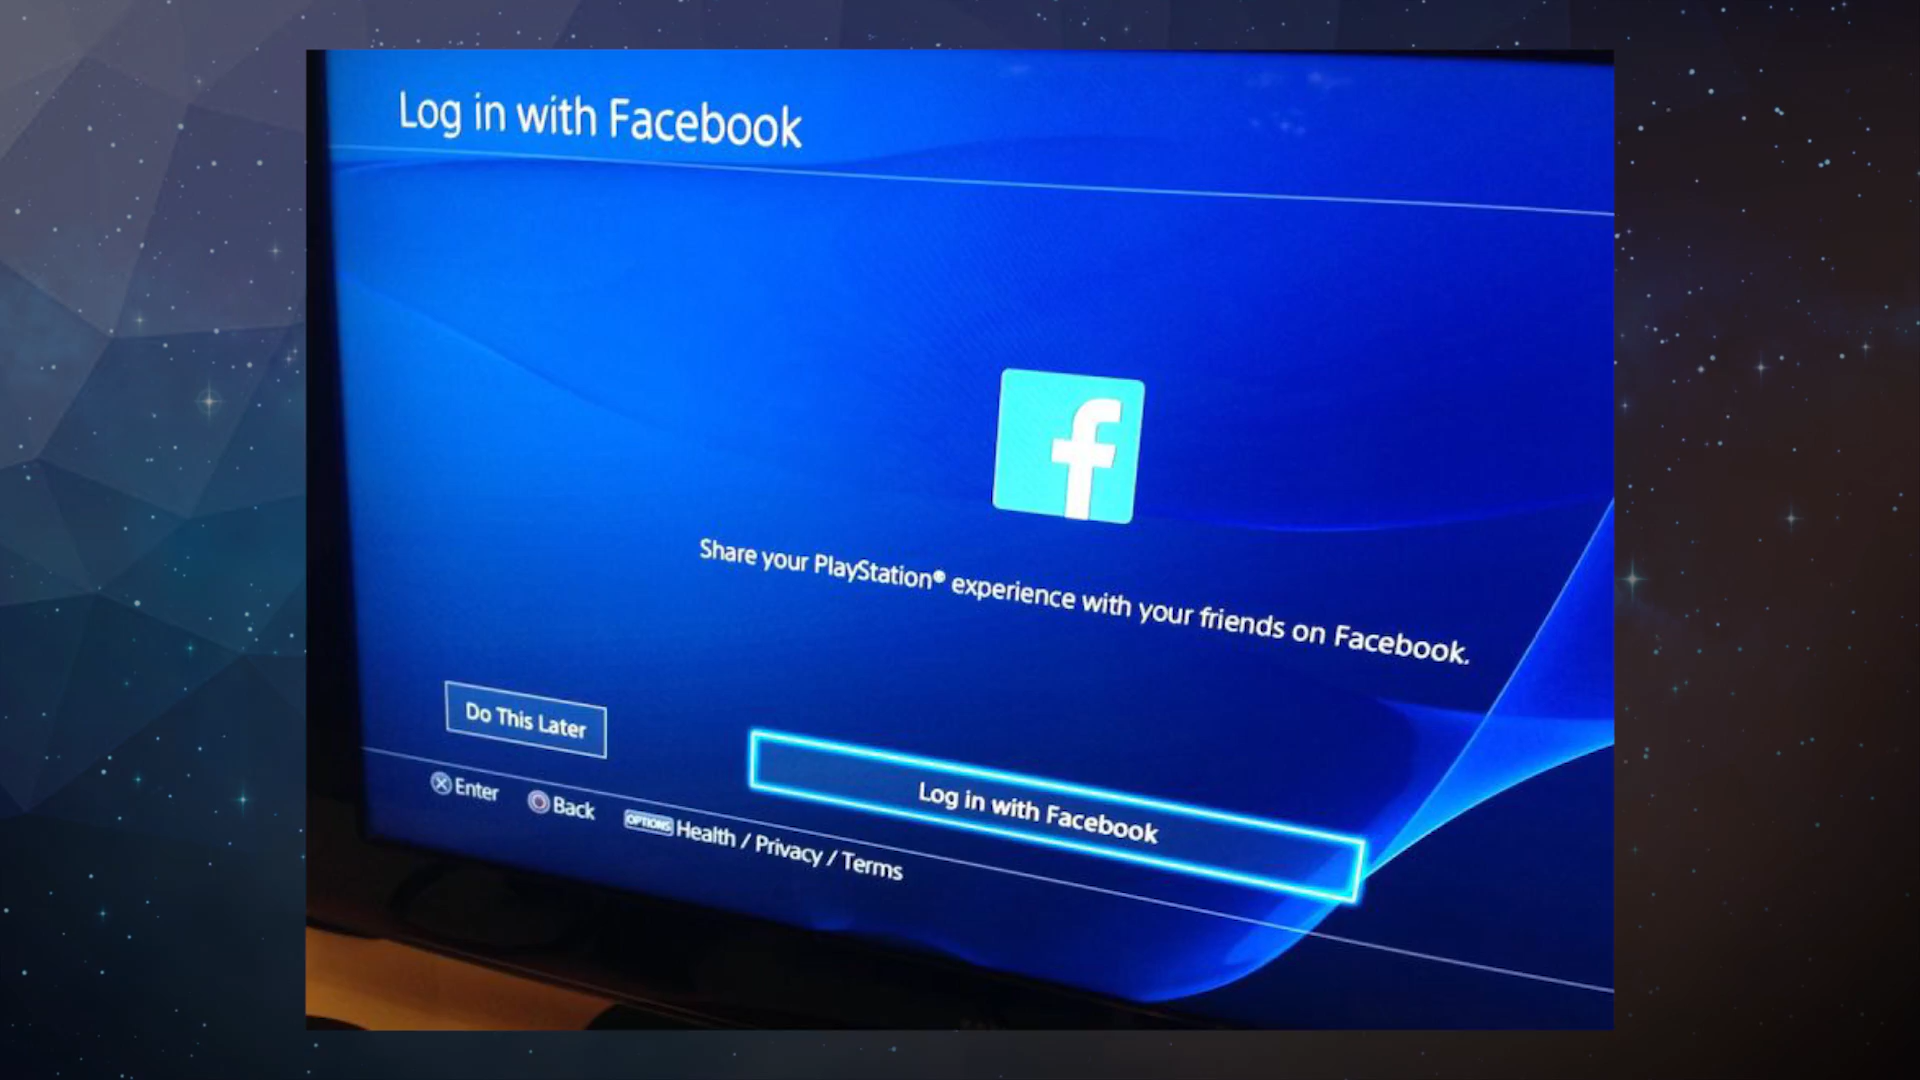 Log in with Facebook
f
Share your PlayStation® experience with your friends on Facebook.
Do This Later
Log in with Facebook
Enter Back OPTIONS Health / Privacy / Terms